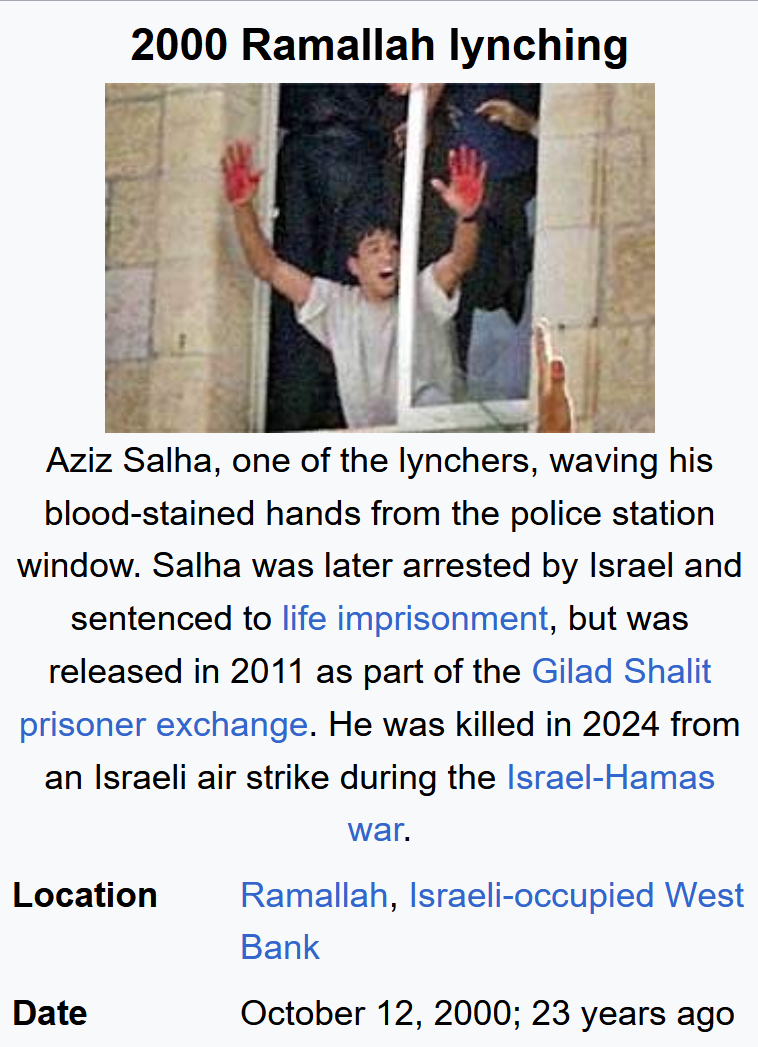 2000 Ramallah lynching
Aziz Salha, one of the lynchers, waving his
blood-stained hands from the police station
window. Salha was later arrested by Israel and
sentenced to life imprisonment, but was
released in 2011 as part of the Gilad Shalit
prisoner exchange. He was killed in 2024 from
an Israeli air strike during the Israel-Hamas
war.
Location Ramallah, Israeli-occupied West
Bank
Date October 12, 2000; 23 years ago